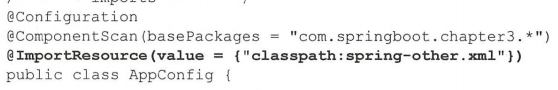 @Configuration
@ComponentScan(basePackages = "com.springboot.chapter3.*")
@ImportResource(value = {"classpath:spring-other.xml"})
public class AppConfig {